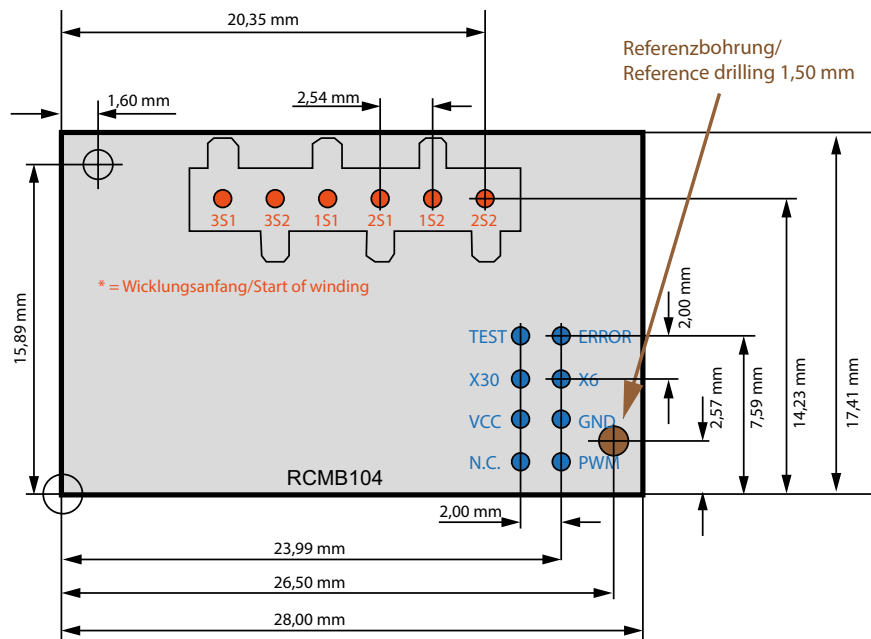 20,35 mm
Referenzbohrung/
Reference drilling 1,50 mm
1,60 mm
2,54 mm
3S1 3S2 1S1 2S1 1S2 2S2
* = Wicklungsanfang/Start of winding
15,89 mm
2,00 mm
TEST ERROR
X30 X6
VCC GND
N.C. PWM
2,57 mm
7,59 mm
14,23 mm
17,41 mm
RCMB104
2,00 mm
23,99 mm
26,50 mm
28,00 mm